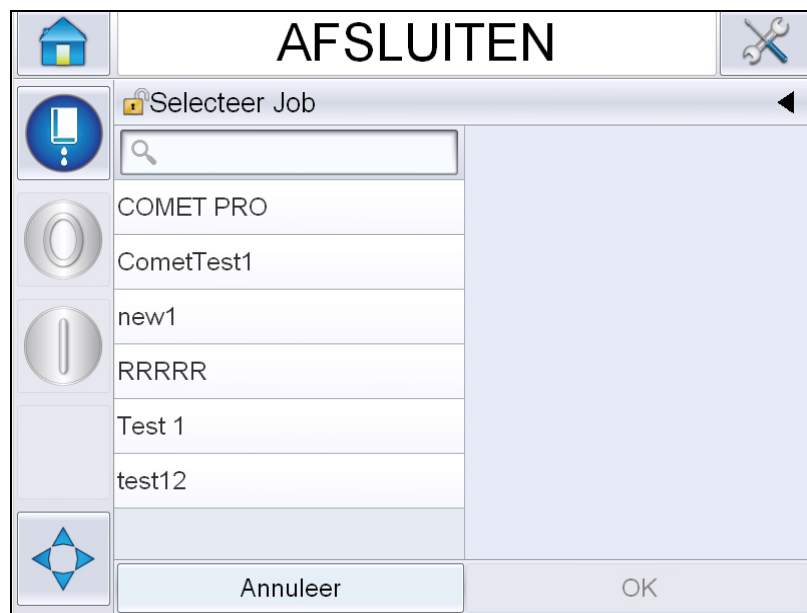 AFSLUITEN
Selecteer Job
COMET PRO
CometTest1
new1
RRRRR
Test 1
test12
Annuleer
OK